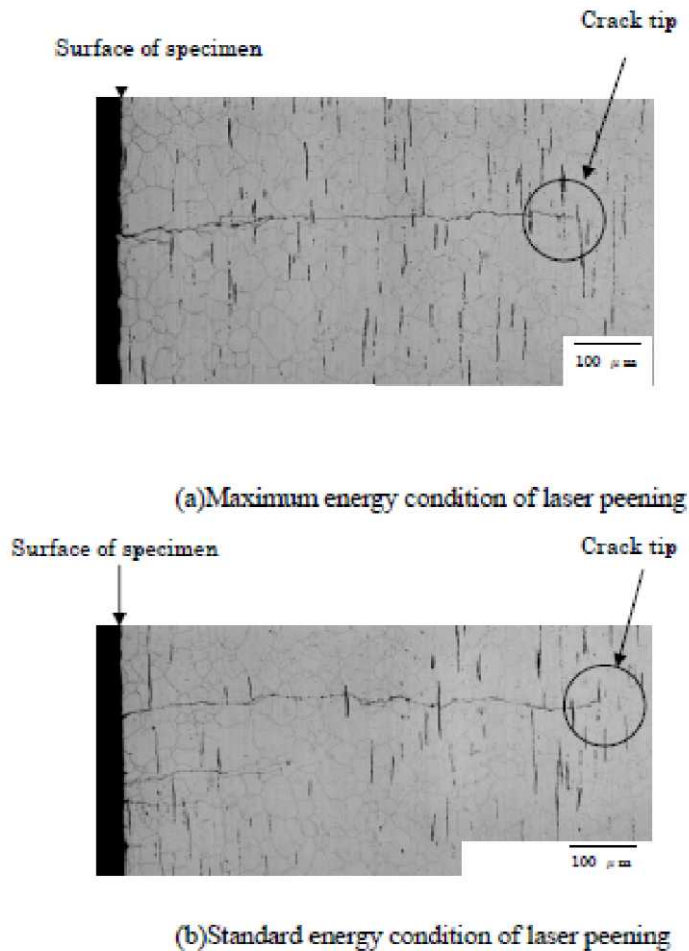 Crack tip
Surface of specimen
100 μm
(a)Maximum energy condition of laser peening
Surface of specimen
Crack tip
100 μm
(b)Standard energy condition of laser peening